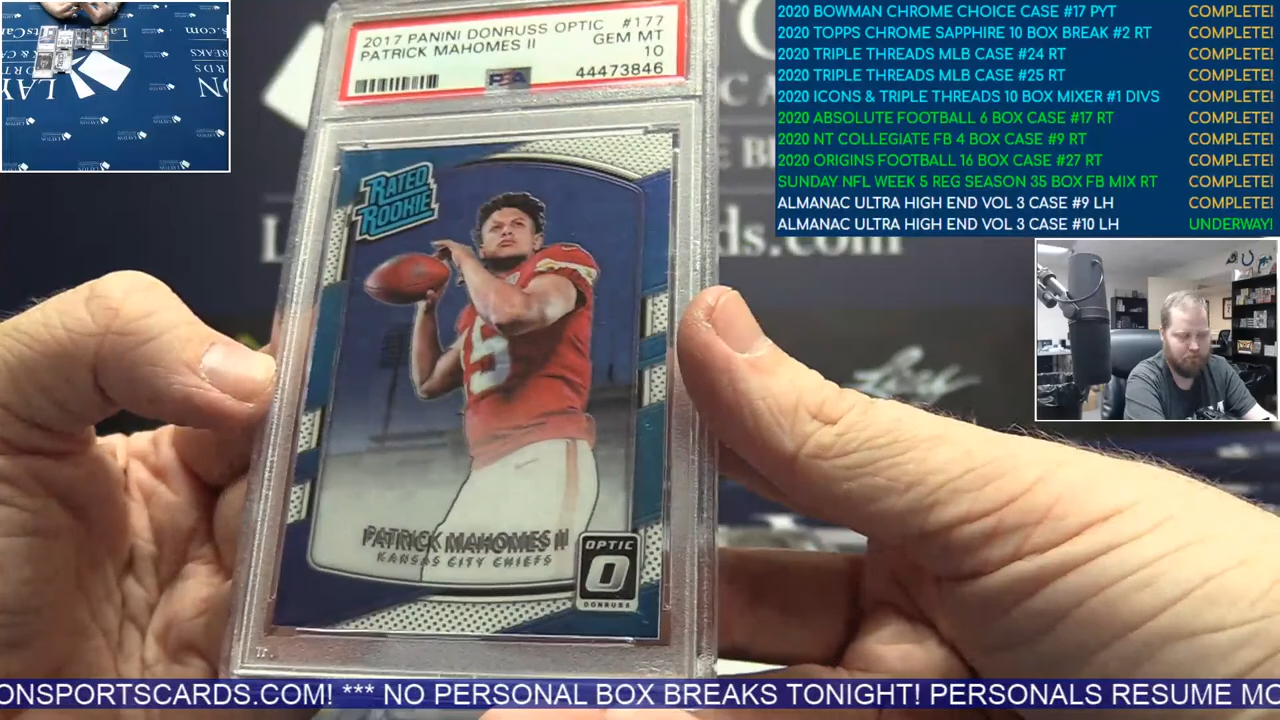 2017 PANINI DONRUSS OPTIC #177
PATRICK MAHOMES II GEM MT
10
PSA 44473846
RATED
ROOKIE
5
PATRICK MAHOMES II
KANSAS CITY CHIEFS
OPTIC
O
DONRUSS
ds.com
Leaf
2020 BOWMAN CHROME CHOICE CASE #17 PYT COMPLETE!
2020 TOPPS CHROME SAPPHIRE 10 BOX BREAK #2 RT COMPLETE!
2020 TRIPLE THREADS MLB CASE #24 RT COMPLETE!
2020 TRIPLE THREADS MLB CASE #25 RT COMPLETE!
2020 ICONS & TRIPLE THREADS 10 BOX MIXER #1 DIVS COMPLETE!
2020 ABSOLUTE FOOTBALL 6 BOX CASE #17 RT COMPLETE!
2020 NT COLLEGIATE FB 4 BOX CASE #9 RT COMPLETE!
2020 ORIGINS FOOTBALL 16 BOX CASE #27 RT COMPLETE!
SUNDAY NFL WEEK 5 REG SEASON 35 BOX FB MIX RT COMPLETE!
ALMANAC ULTRA HIGH END VOL 3 CASE #9 LH COMPLETE!
ALMANAC ULTRA HIGH END VOL 3 CASE #10 LH UNDERWAY!
ONSPORTSCARDS.COM! *** NO PERSONAL BOX BREAKS TONIGHT! PERSONALS RESUME MO